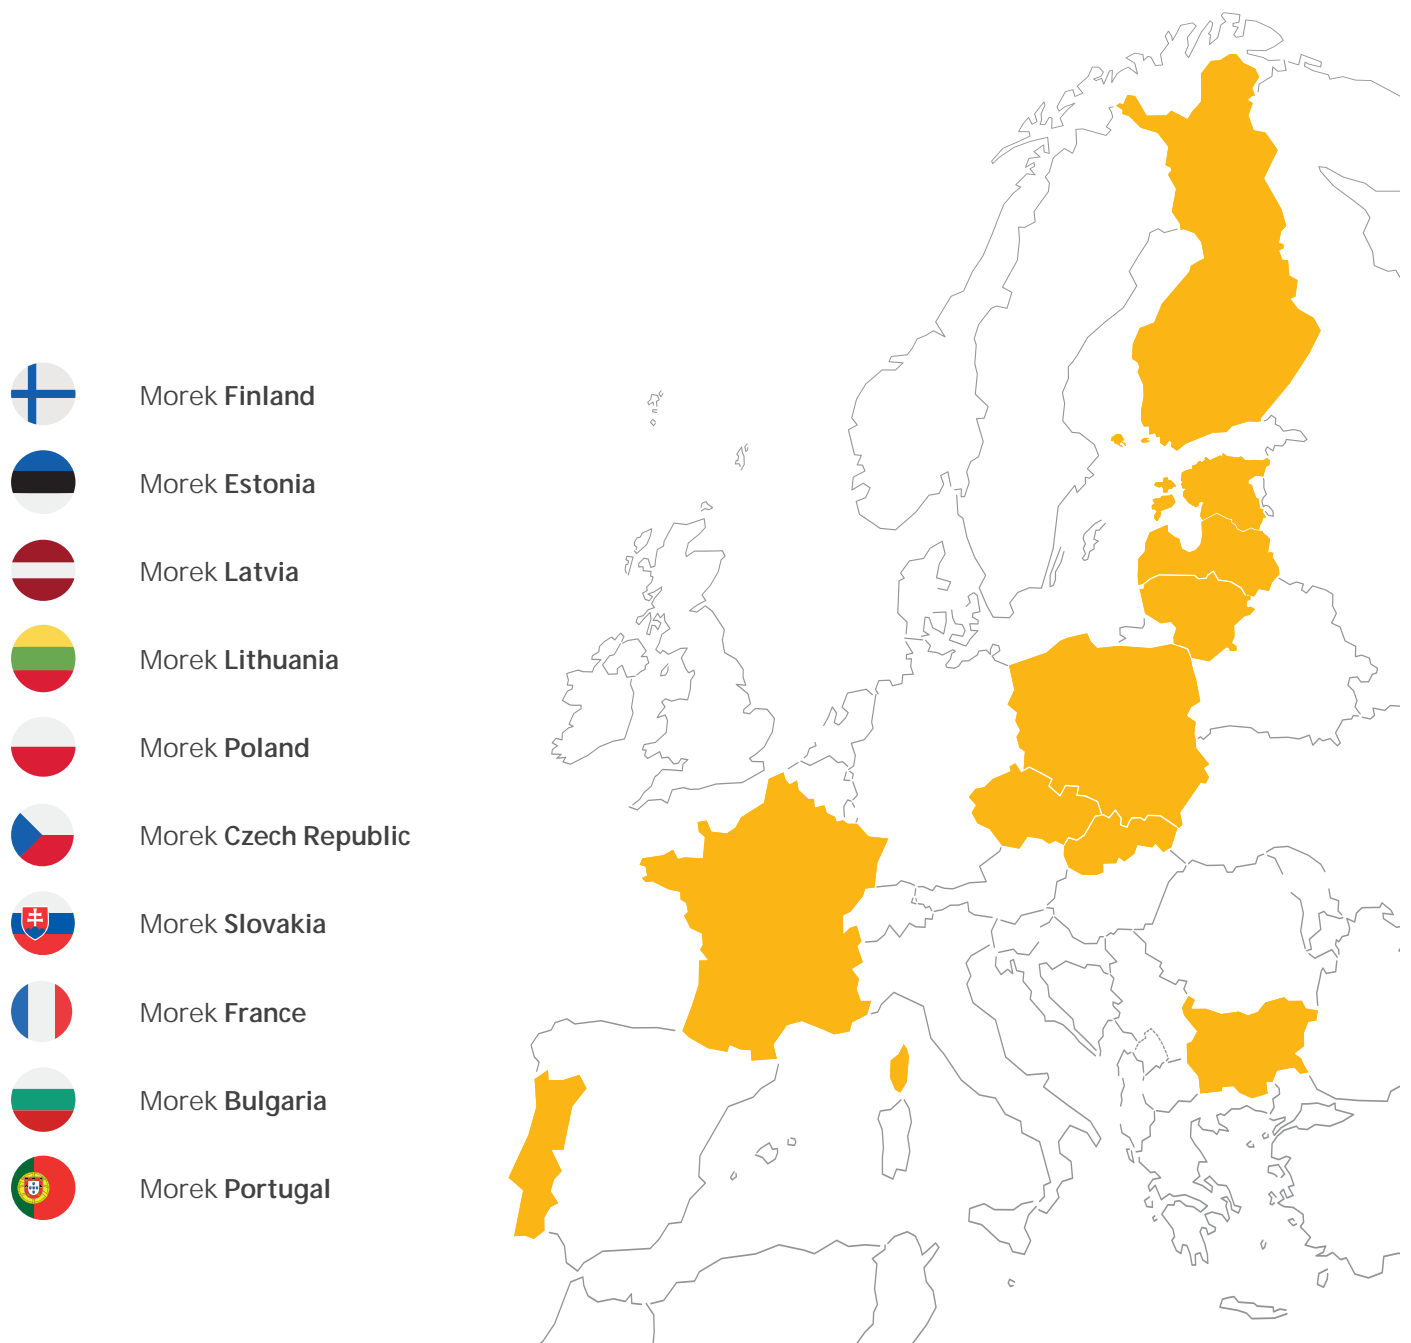 Morek Finland
Morek Estonia
Morek Latvia
Morek Lithuania
Morek Poland
Morek Czech Republic
Morek Slovakia
Morek France
Morek Bulgaria
Morek Portugal